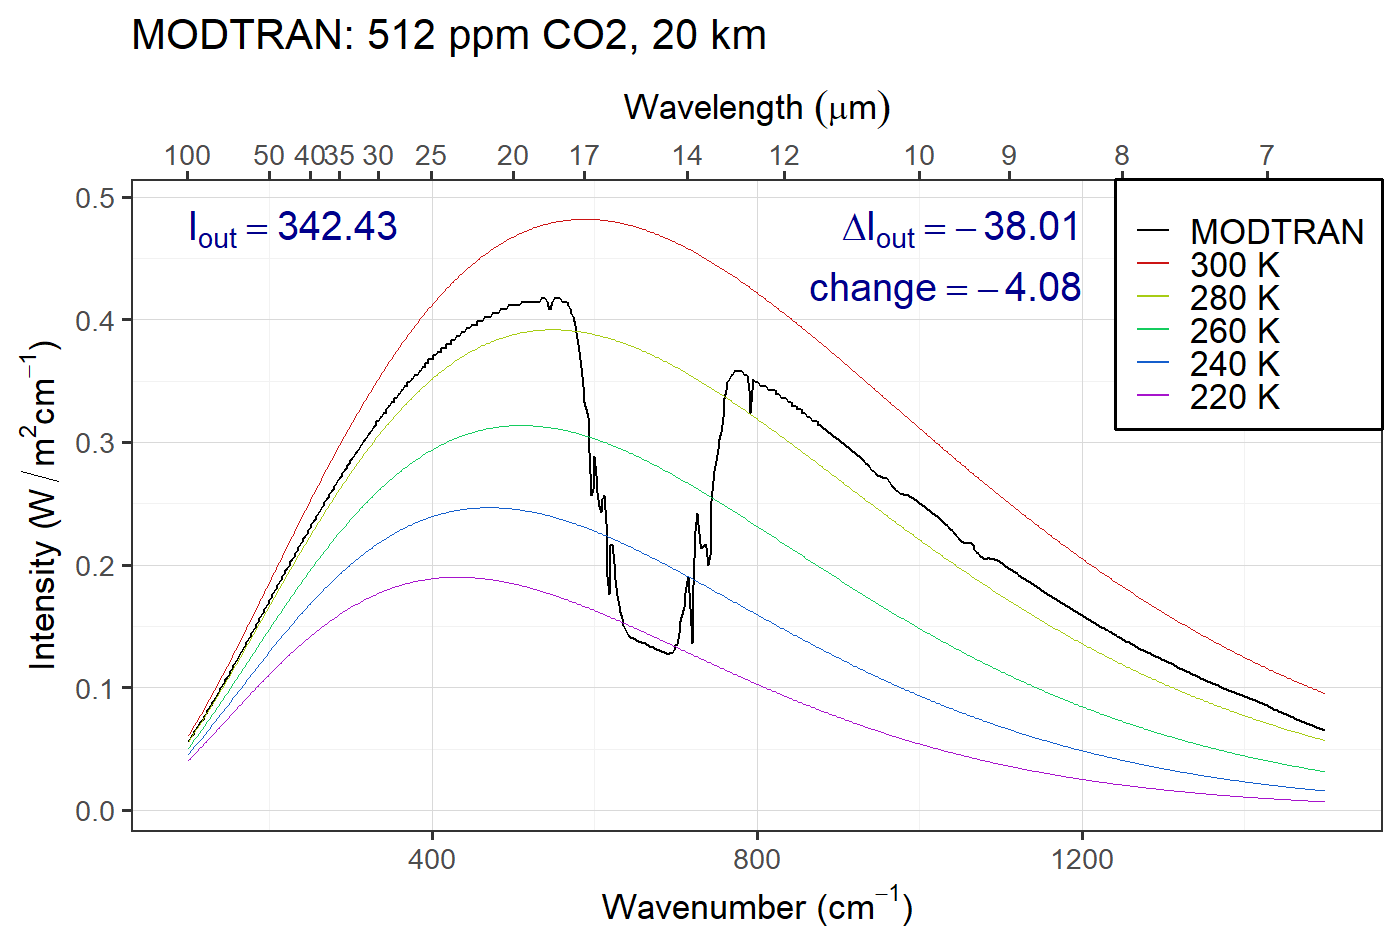 MODTRAN: 512 ppm CO2, 20 km
Wavelength (μm)
100 50 40 35 30 25 20 17 14 12 10 9 8 7
0.5
0.4
0.3
0.2
0.1
0.0
Intensity (W / m²cm⁻¹)
Iout = 342.43
ΔIout = − 38.01
change = − 4.08
MODTRAN
300 K
280 K
260 K
240 K
220 K
400 800 1200
Wavenumber (cm⁻¹)